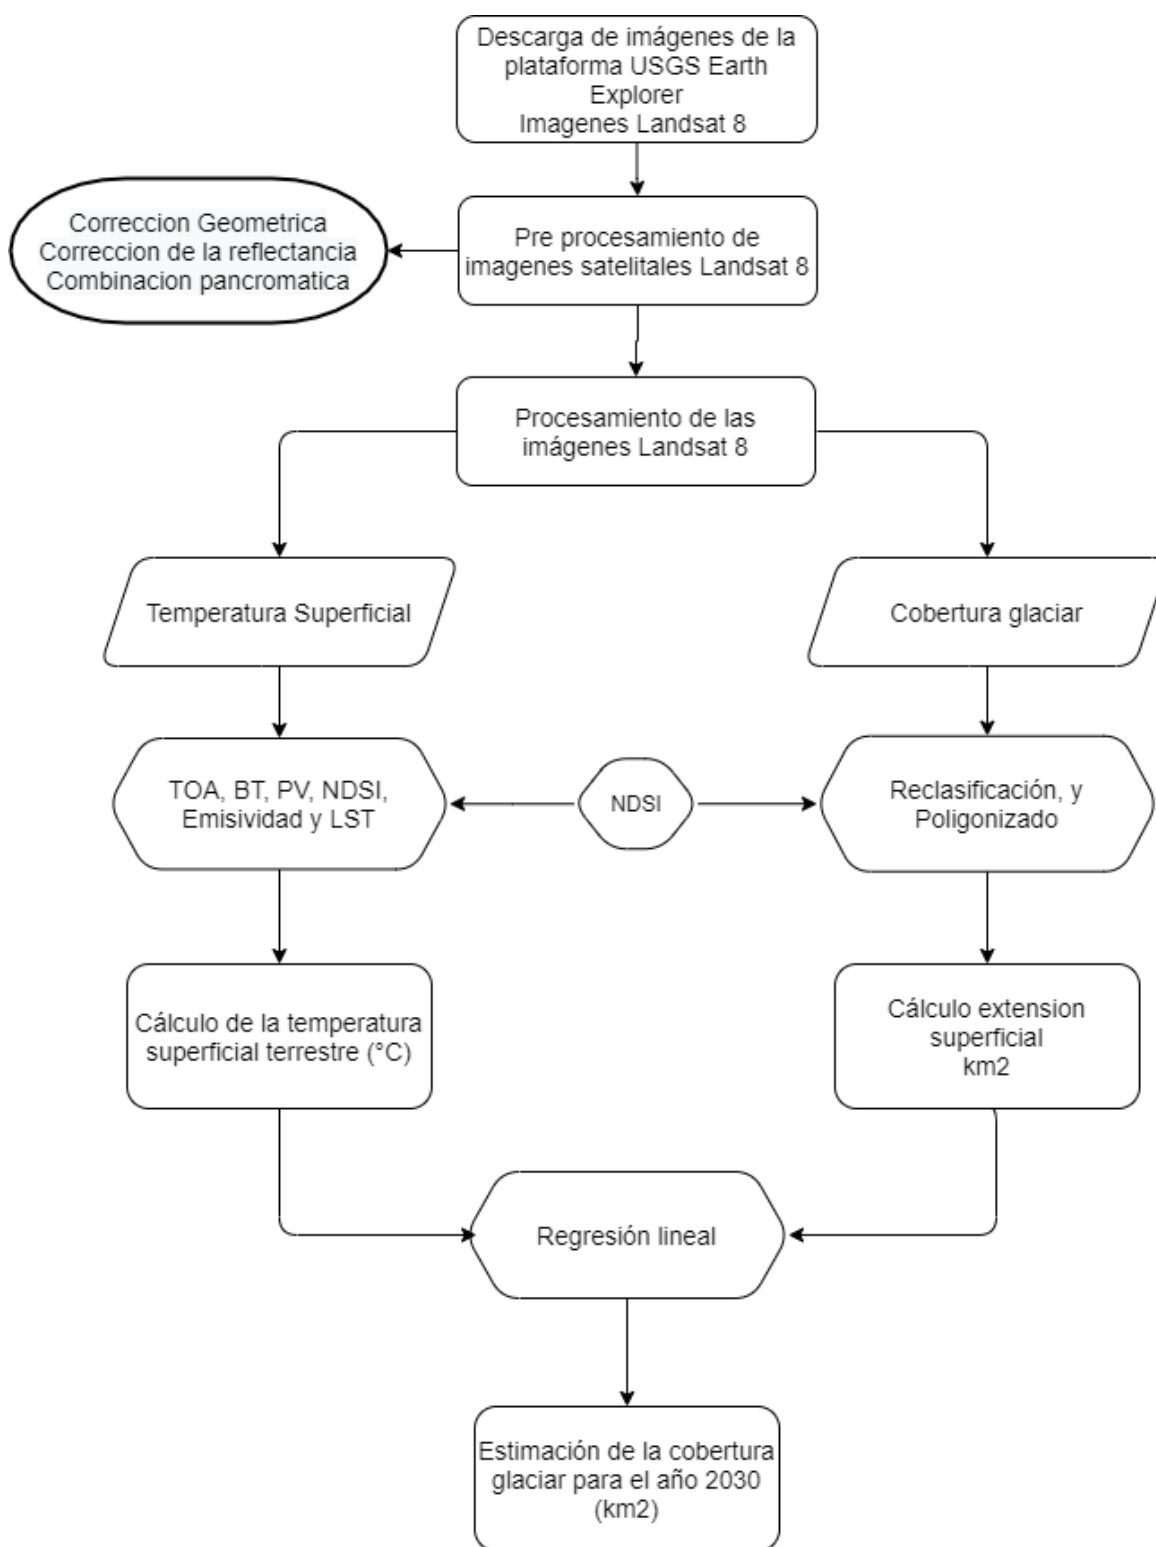 Descarga de imágenes de la
plataforma USGS Earth
Explorer
Imagenes Landsat 8
Correccion Geometrica
Correccion de la reflectancia
Combinacion pancromatica
Pre procesamiento de
imagenes satelitales Landsat 8
Procesamiento de las
imágenes Landsat 8
Temperatura Superficial
Cobertura glaciar
TOA, BT, PV, NDSI,
Emisividad y LST
NDSI
Reclasificación, y
Poligonizado
Cálculo de la temperatura
superficial terrestre (°C)
Cálculo extension
superficial
km2
Regresión lineal
Estimación de la cobertura
glaciar para el año 2030
(km2)